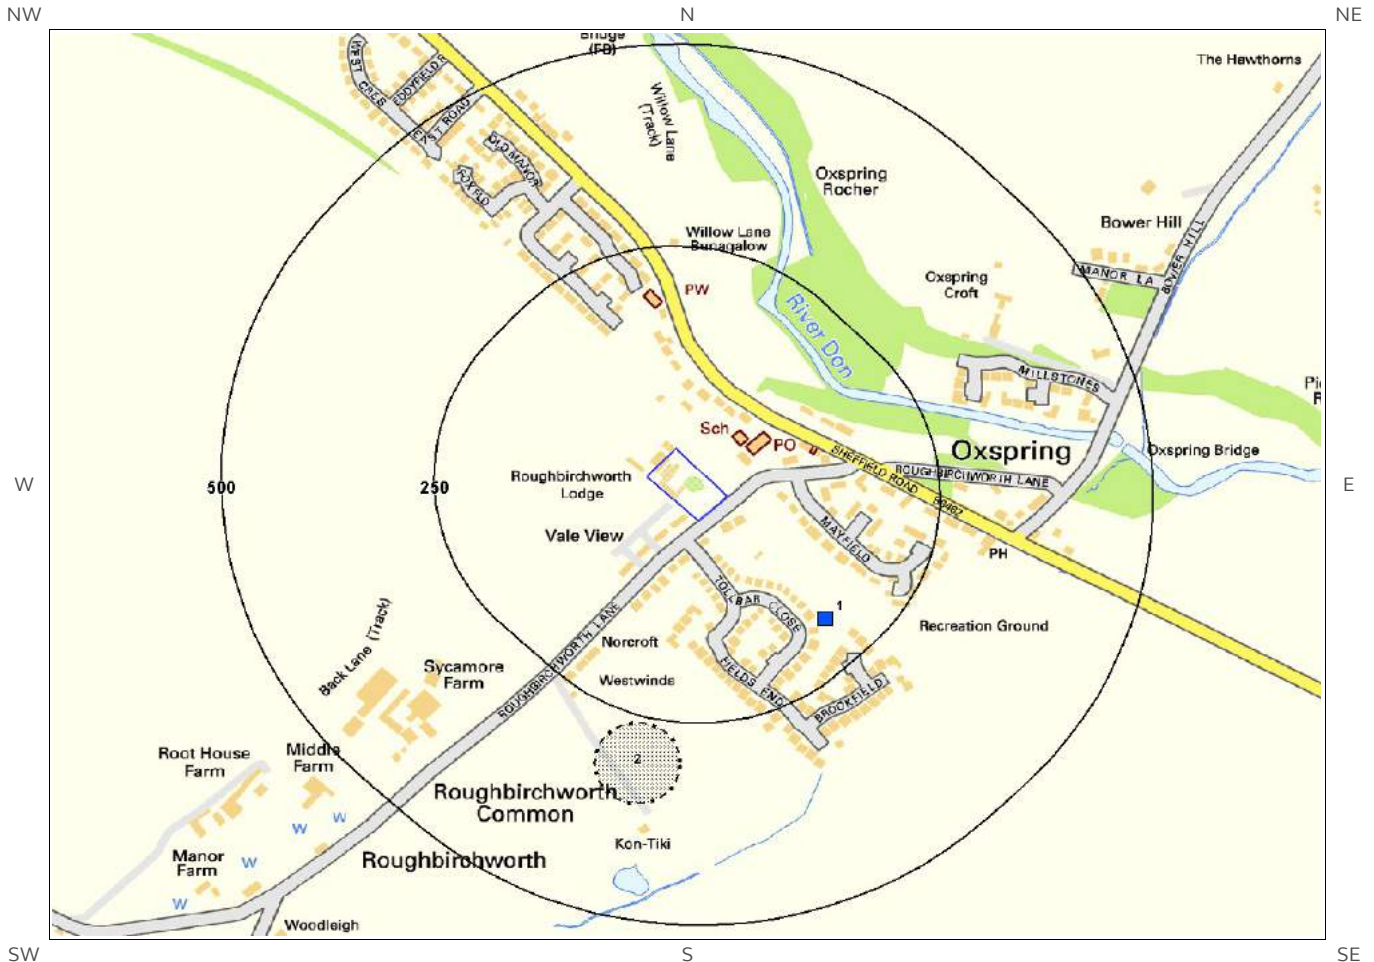 NW
N
NE
Bridge
(FB)
The Hawthorns
WEST CRES
EDDYFIELD R
EAST ROAD
Willow Lane
(Track)
OLD MANOR
FOXFLD
Oxspring
Rocher
Bower Hill
Willow Lane
Bunagalow
BOWER HILL
MANOR LA
Oxspring
Croft
PW
River Don
MILLSTONES
Sch
PO
Oxspring
Oxspring Bridge
SHEFFIELD ROAD B6462
ROUGHBIRCHWORTH LANE
Roughbirchworth
Lodge
W
500
250
E
Vale View
MAYFIELD
PH
TOLLBAR CLOSE
1
Recreation Ground
Norcroft
ROUGHBIRCHWORTH LANE
Back Lane (Track)
Sycamore
Farm
Westwinds
FIELDS END
BROOKFIELD
Root House
Farm
Middle
Farm
2
Roughbirchworth
Common
W
W
Kon-Tiki
Manor
Farm
W
Roughbirchworth
W
Woodleigh
SW
S
SE